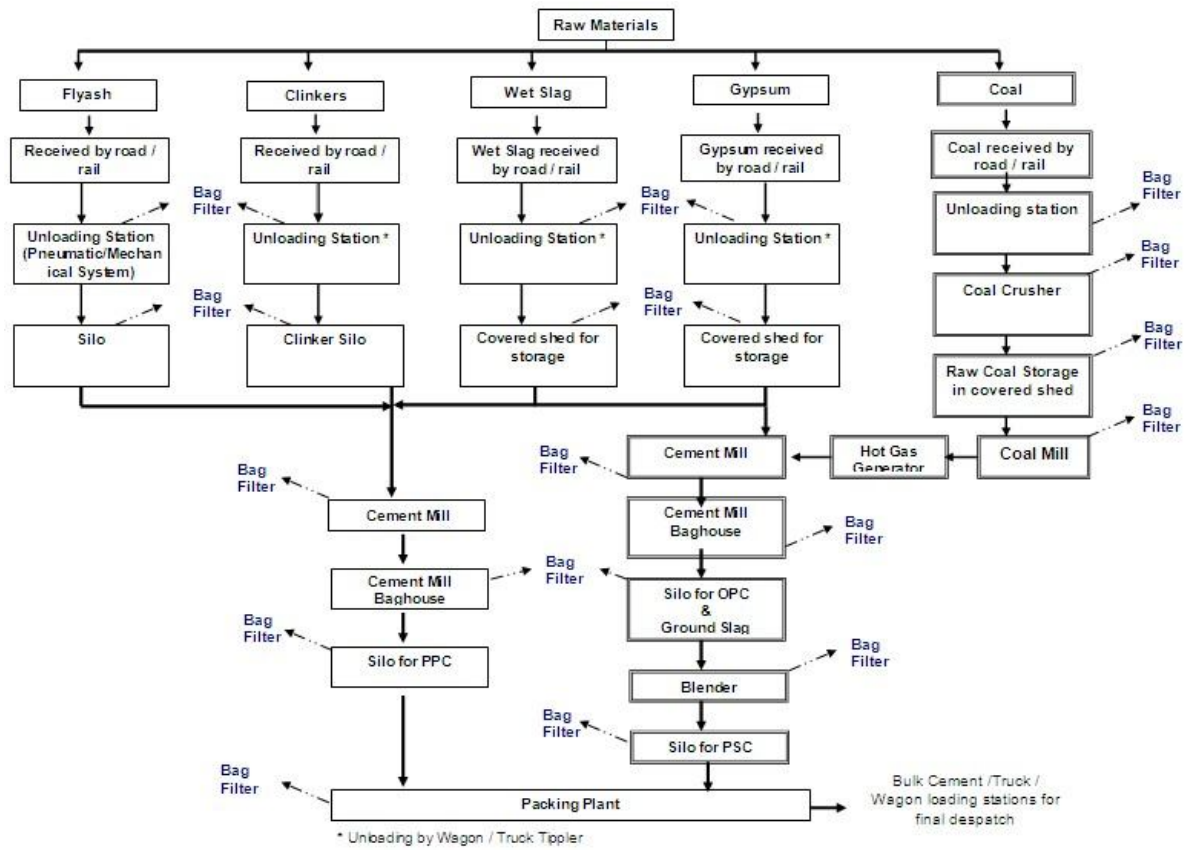 Raw Materials
Flyash
Clinkers
Wet Slag
Gypsum
Coal
Received by road /
rail
Received by road /
rail
Wet Slag received
by road / rail
Gypsum received
by road / rail
Coal received by
road / rail
Bag
Filter
Bag
Filter
Bag
Filter
Unloading Station
(Pneumatic/Mechan
ical System)
Unloading Station *
Unloading Station *
Unloading Station *
Unloading station
Bag
Filter
Coal Crusher
Bag
Filter
Bag
Filter
Silo
Clinker Silo
Covered shed for
storage
Covered shed for
storage
Bag
Filter
Raw Coal Storage
in covered shed
Bag
Filter
Bag
Filter
Cement Mill
Hot Gas
Generator
Coal Mill
Bag
Filter
Cement Mill
Cement Mill
Baghouse
Bag
Filter
Cement Mill
Baghouse
Bag
Filter
Silo for OPC
&
Ground Slag
Bag
Filter
Silo for PPC
Bag
Filter
Blender
Bag
Filter
Silo for PSC
Bag
Filter
Packing Plant
Bulk Cement /Truck /
Wagon loading stations for
final despatch
* Unloading by Wagon / Truck Tippler